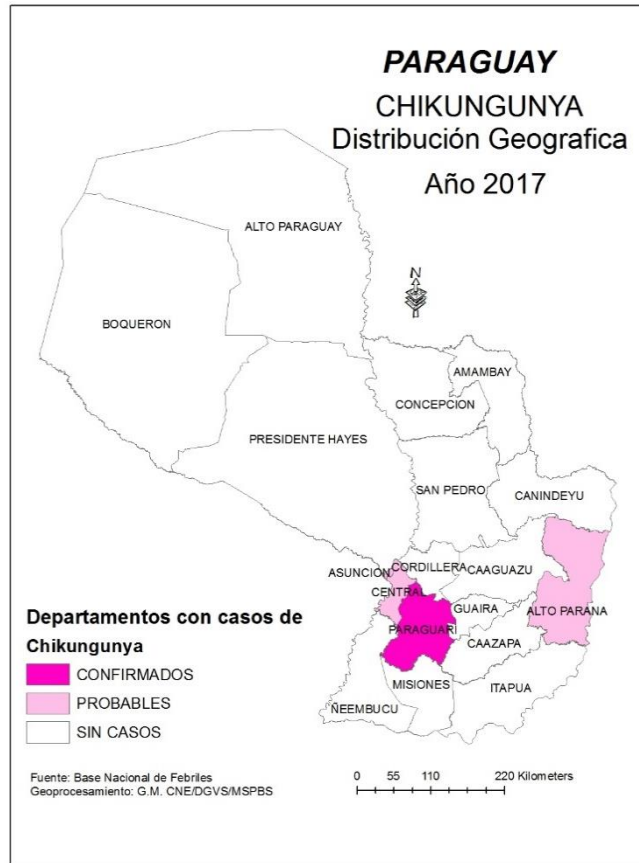 PARAGUAY
CHIKUNGUNYA
Distribución Geografica
Año 2017
ALTO PARAGUAY
N
BOQUERON
AMAMBAY
CONCEPCION
PRESIDENTE HAYES
SAN PEDRO
CANINDEYU
ASUNCION
CORDILLERA
CAAGUAZU
CENTRAL
GUAIRA
ALTO PARANA
PARAGUARI
CAAZAPA
MISIONES
ITAPUA
ÑEEMBUCU
Departamentos con casos de
Chikungunya
CONFIRMADOS
PROBABLES
SIN CASOS
Fuente: Base Nacional de Febriles
Geoprocesamiento: G.M. CNE/DGVS/MSPBS
0 55 110 220 Kilometers